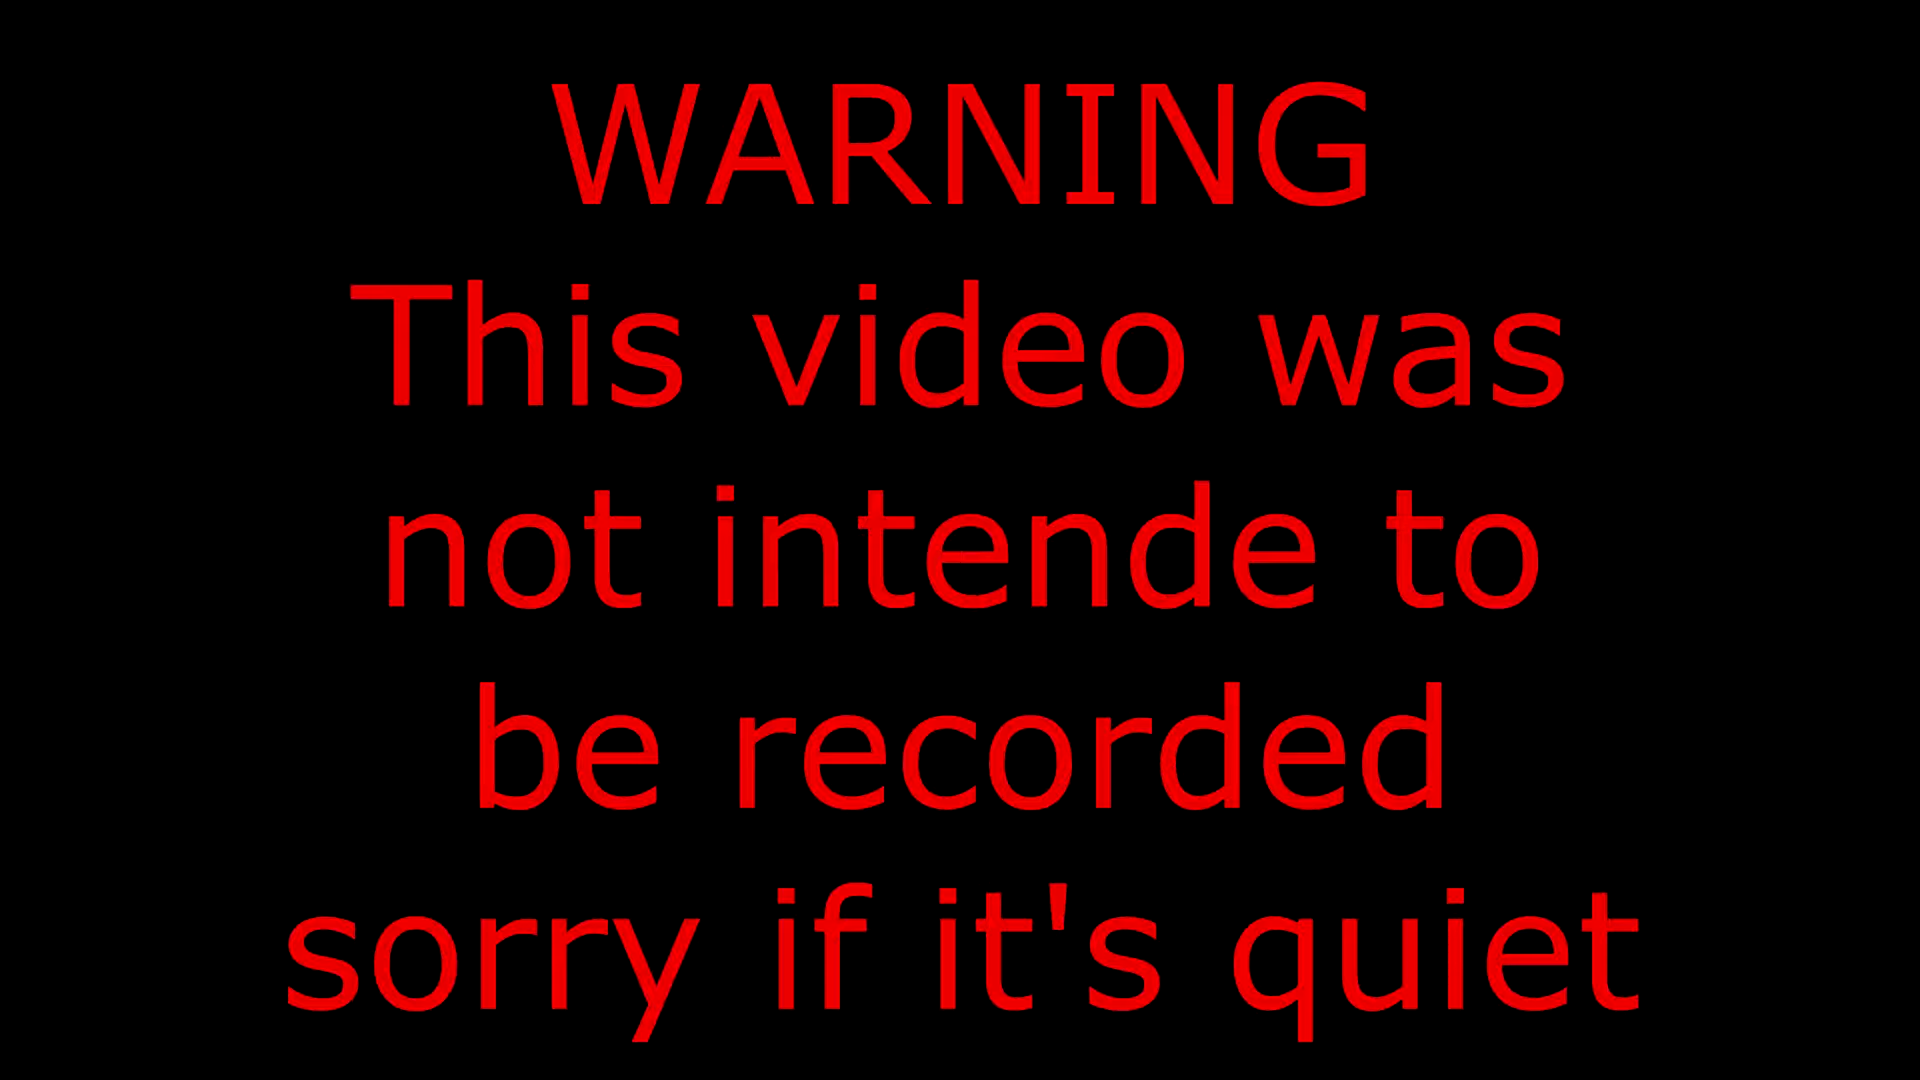 WARNING
This video was
not intende to
be recorded
sorry if it's quiet